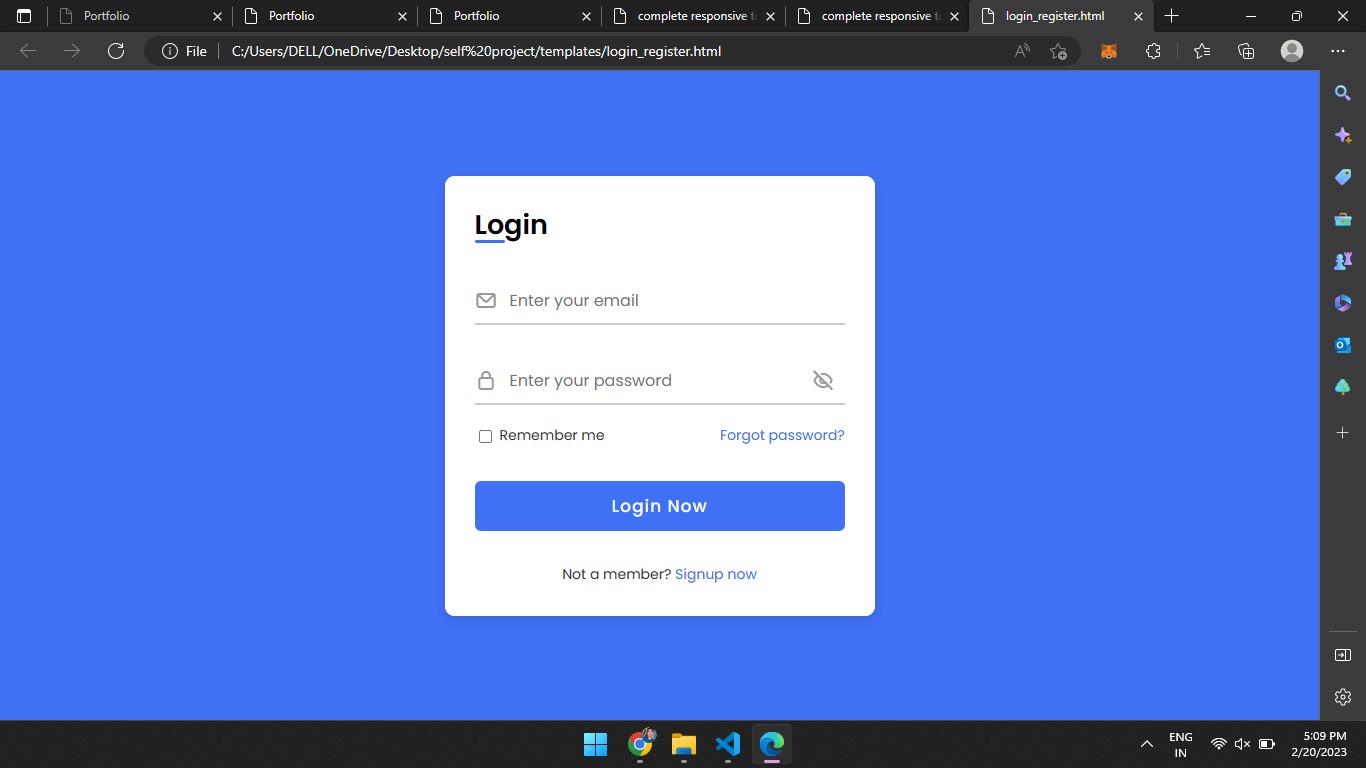 Portfolio
Portfolio
Portfolio
complete responsive to
complete responsive to
login_register.html
File
C:/Users/DELL/OneDrive/Desktop/self%20project/templates/login_register.html
Login
Enter your email
Enter your password
Remember me
Forgot password?
Login Now
Not a member? Signup now
ENG
IN
5:09 PM
2/20/2023